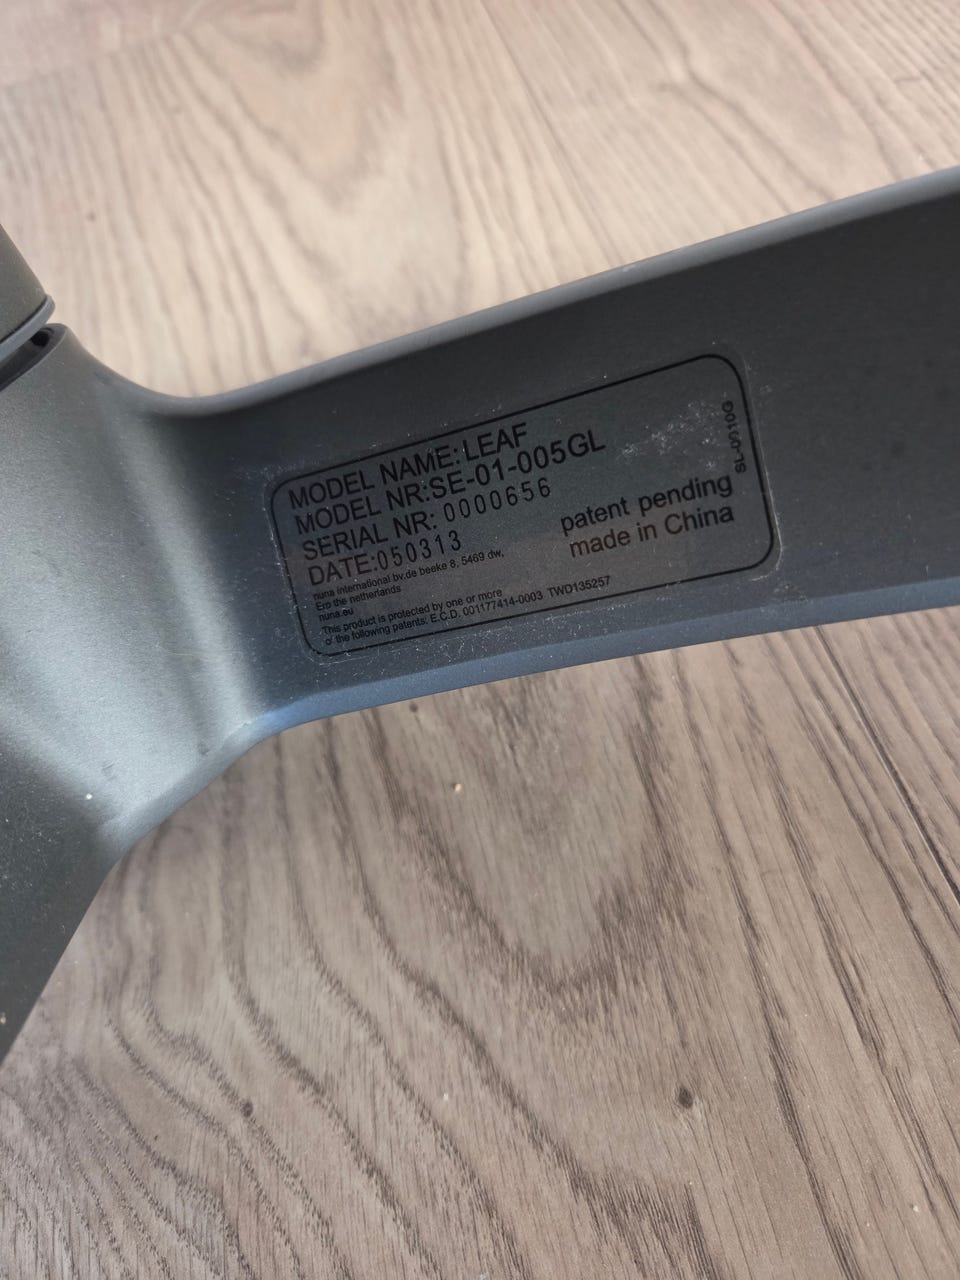 MODEL NAME: LEAF
MODEL NR:SE-01-005GL
SERIAL NR: 0000656
DATE:050313
nuna international bv.de beeke 8, 5469 dw,
Erp the netherlands
nuna.eu
This product is protected by one or more
of the following patents: E.C.D. 001177414-0003 TWD135257
patent pending
made in China
SL-0010G